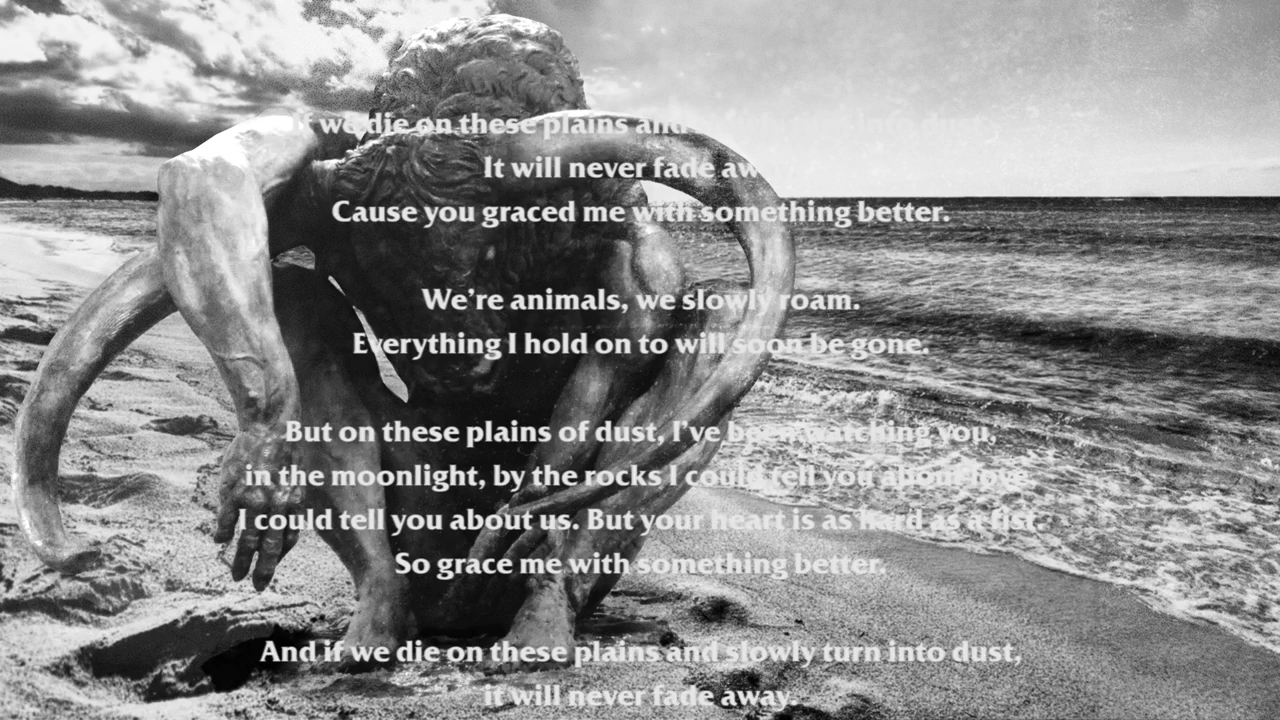 If we die on these plains and slowly turn into dust,
It will never fade away
Cause you graced me with something better.
We're animals, we slowly roam.
Everything I hold on to will soon be gone.
But on these plains of dust, I've been watching you,
in the moonlight, by the rocks I could tell you about love.
I could tell you about us. But your heart is as hard as a fist.
So grace me with something better.
And if we die on these plains and slowly turn into dust,
it will never fade away.